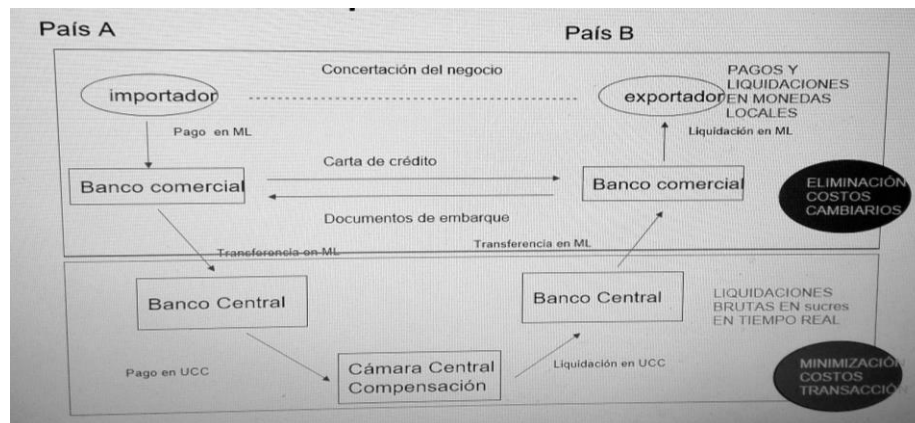 País A
País B
Concertación del negocio
PAGOS Y
LIQUIDACIONES
EN MONEDAS
LOCALES
importador
exportador
Pago en ML
Liquidación en ML
Carta de crédito
Banco comercial
Banco comercial
ELIMINACIÓN
COSTOS
CAMBIARIOS
Documentos de embarque
Transferencia en ML
Transferencia en ML
Banco Central
Banco Central
LIQUIDACIONES
BRUTAS EN sucres
EN TIEMPO REAL
Pago en UCC
Cámara Central
Compensación
Liquidación en UCC
MINIMIZACIÓN
COSTOS
TRANSACCIÓN